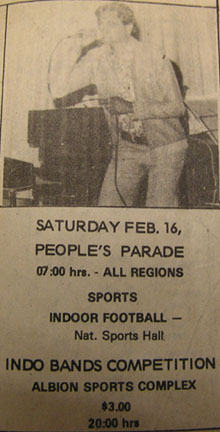 SATURDAY FEB. 16,
PEOPLE'S PARADE
07:00 hrs. - ALL REGIONS
SPORTS
INDOOR FOOTBALL —
Nat. Sports Hall
INDO BANDS COMPETITION
ALBION SPORTS COMPLEX
$3.00
20:00 hrs